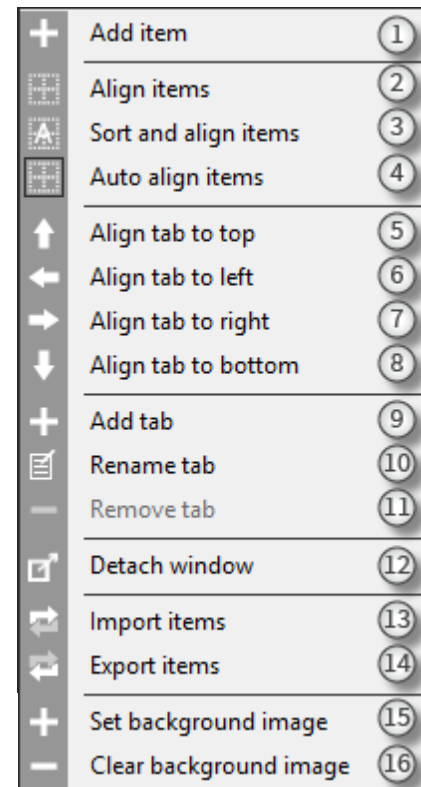 Add item 1
Align items 2
Sort and align items 3
Auto align items 4
Align tab to top 5
Align tab to left 6
Align tab to right 7
Align tab to bottom 8
Add tab 9
Rename tab 10
Remove tab 11
Detach window 12
Import items 13
Export items 14
Set background image 15
Clear background image 16